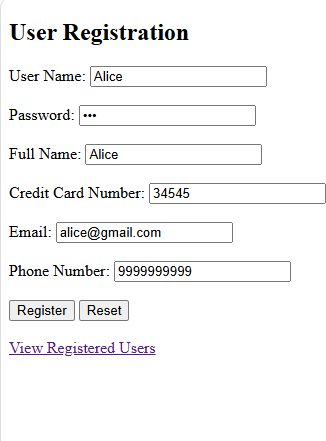 User Registration
User Name: Alice
Password: •••
Full Name: Alice
Credit Card Number: 34545
Email: alice@gmail.com
Phone Number: 9999999999
Register Reset
View Registered Users